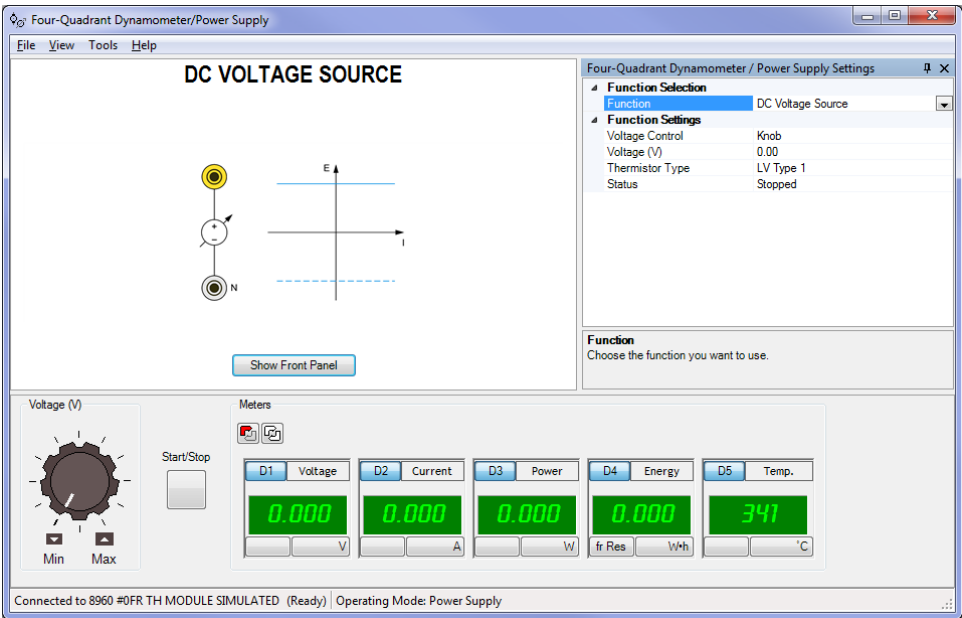 Four-Quadrant Dynamometer/Power Supply
File View Tools Help
DC VOLTAGE SOURCE
E
I
N
Show Front Panel
Four-Quadrant Dynamometer / Power Supply Settings
Function Selection
Function DC Voltage Source
Function Settings
Voltage Control Knob
Voltage (V) 0.00
Thermistor Type LV Type 1
Status Stopped
Function
Choose the function you want to use.
Voltage (V)
Min Max
Start/Stop
Meters
D1 Voltage D2 Current D3 Power D4 Energy D5 Temp.
0.000 0.000 0.000 0.000 341
V A W fr Res W•h °C
Connected to 8960 #0FR TH MODULE SIMULATED (Ready) Operating Mode: Power Supply